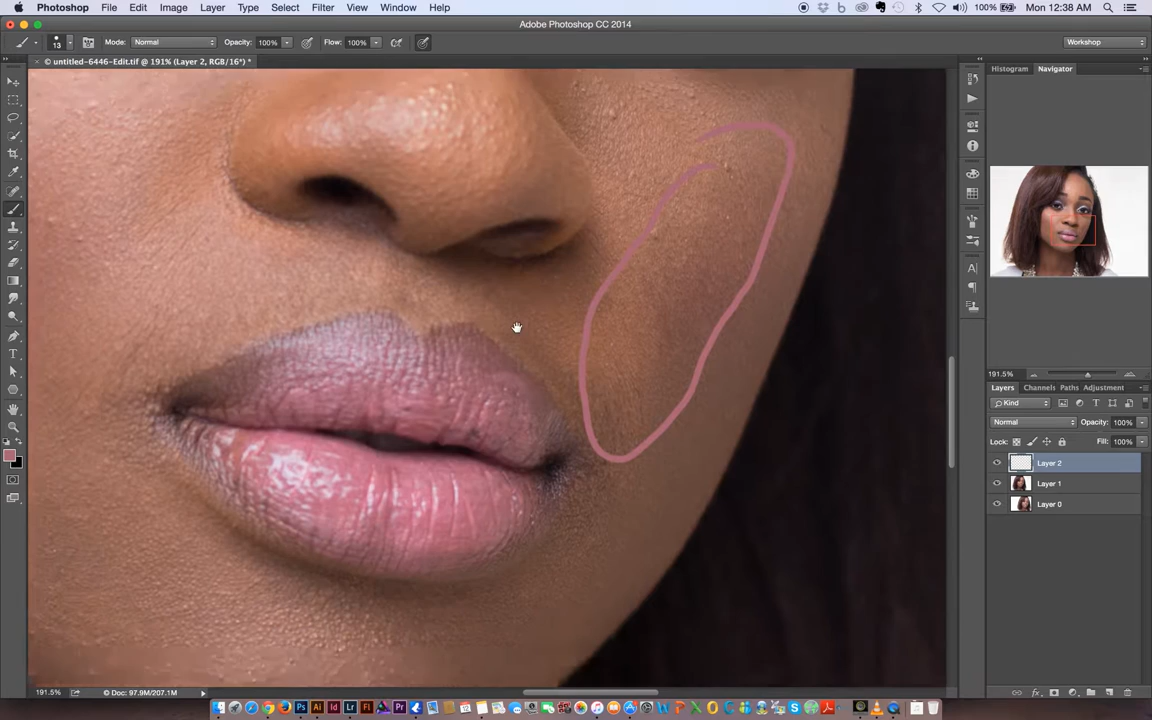 Photoshop File Edit Image Layer Type Select Filter View Window Help 100% Mon 12:38 AM
Adobe Photoshop CC 2014
13 Mode: Normal Opacity: 100% Flow: 100% Workshop
© untitled-6446-Edit.tif @ 191% (Layer 2, RGB/16*) *
Histogram Navigator
191.5%
Layers Channels Paths Adjustment
Kind
Normal Opacity: 100%
Lock: Fill: 100%
Layer 2
Layer 1
Layer 0
191.5% © Doc: 97.9M/207.1M